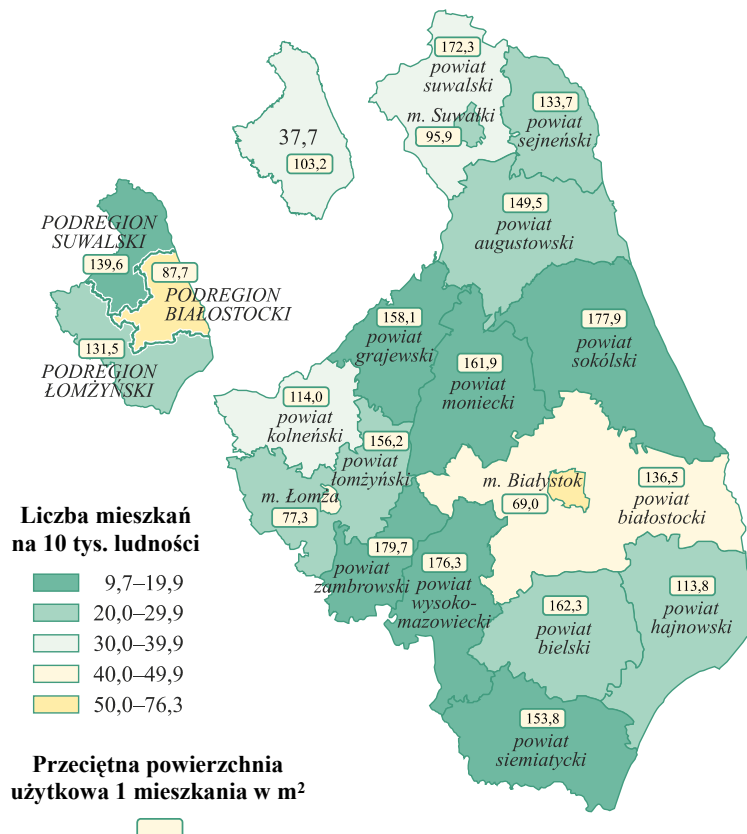 172,3
powiat
suwalski
m. Suwałki
95,9
133,7
powiat
sejneński
37,7
103,2
149,5
powiat
augustowski
PODREGION
SUWALSKI
139,6
87,7
PODREGION
BIAŁOSTOCKI
131,5
PODREGION
ŁOMŻYŃSKI
158,1
powiat
grajewski
161,9
powiat
moniecki
177,9
powiat
sokólski
114,0
powiat
kolneński
156,2
powiat
łomżyński
m. Łomża
77,3
m. Białystok
69,0
136,5
powiat
białostocki
179,7
powiat
zambrowski
176,3
powiat
wysoko-
mazowiecki
162,3
powiat
bielski
113,8
powiat
hajnowski
153,8
powiat
siemiatycki
Liczba mieszkań
na 10 tys. ludności
9,7–19,9
20,0–29,9
30,0–39,9
40,0–49,9
50,0–76,3
Przeciętna powierzchnia
użytkowa 1 mieszkania w m²